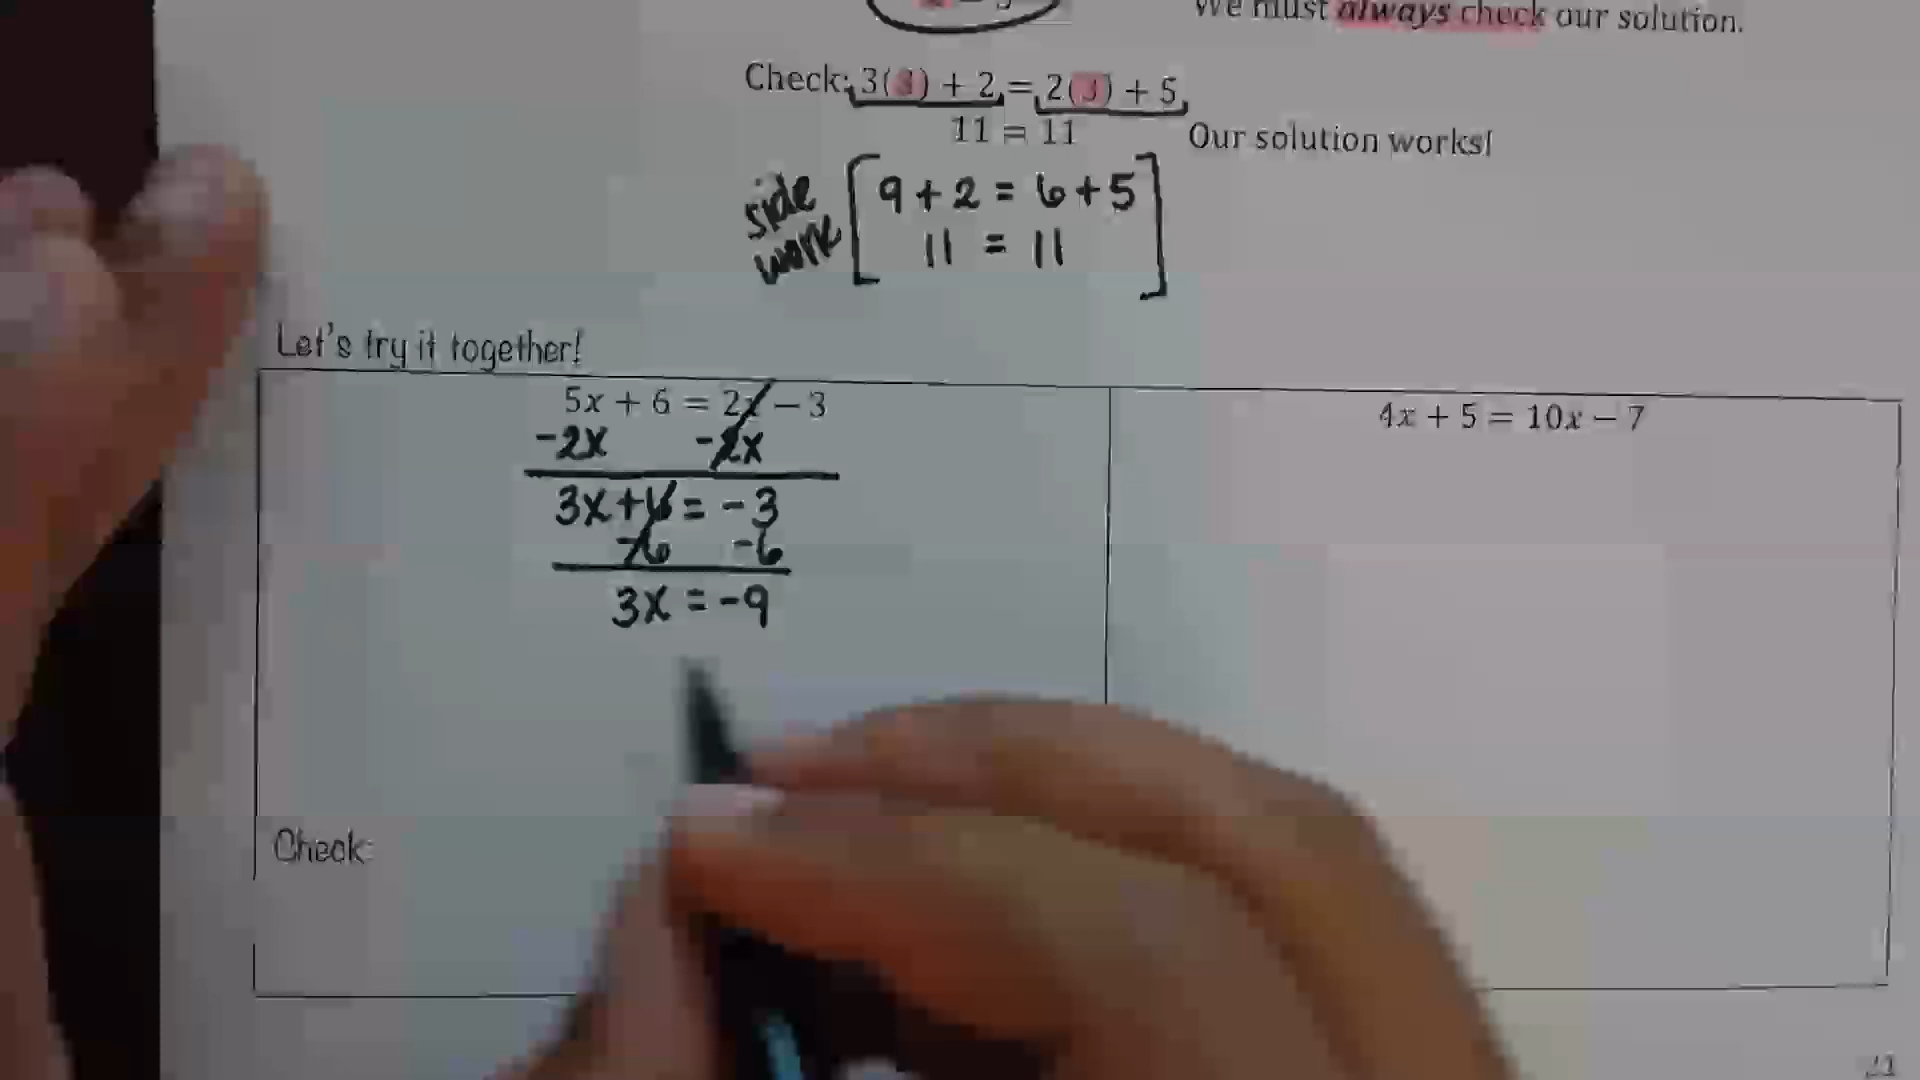 We must always check our solution.
Check: 3(3) + 2 = 2(3) + 5
11 = 11
Our solution works!
side work
9 + 2 = 6 + 5
11 = 11
Let's try it together!
5x + 6 = 2x - 3
-2x -2x
3x + 6 = -3
-6 -6
3x = -9
Check:
4x + 5 = 10x - 7